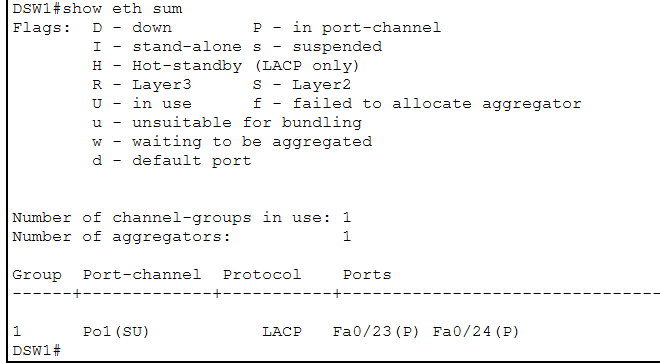 DSW1#show eth sum
Flags:  D - down        P - in port-channel
        I - stand-alone s - suspended
        H - Hot-standby (LACP only)
        R - Layer3      S - Layer2
        U - in use      f - failed to allocate aggregator
        u - unsuitable for bundling
        w - waiting to be aggregated
        d - default port
Number of channel-groups in use: 1
Number of aggregators:           1
Group  Port-channel  Protocol    Ports
------+-------------+-----------+------------------------------
1      Po1(SU)          LACP   Fa0/23(P) Fa0/24(P)
DSW1#